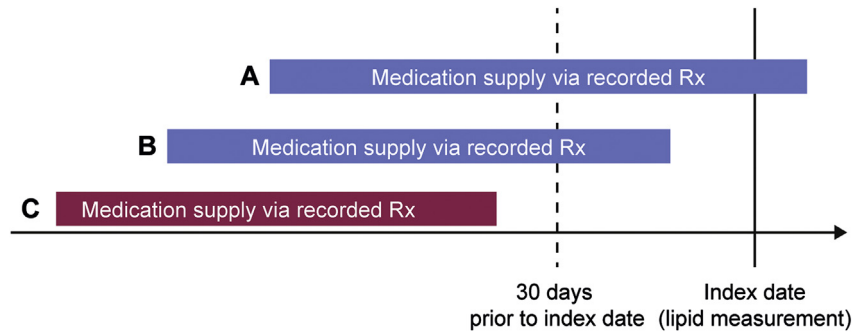 A Medication supply via recorded Rx
B Medication supply via recorded Rx
C Medication supply via recorded Rx
30 days
prior to index date
Index date
(lipid measurement)